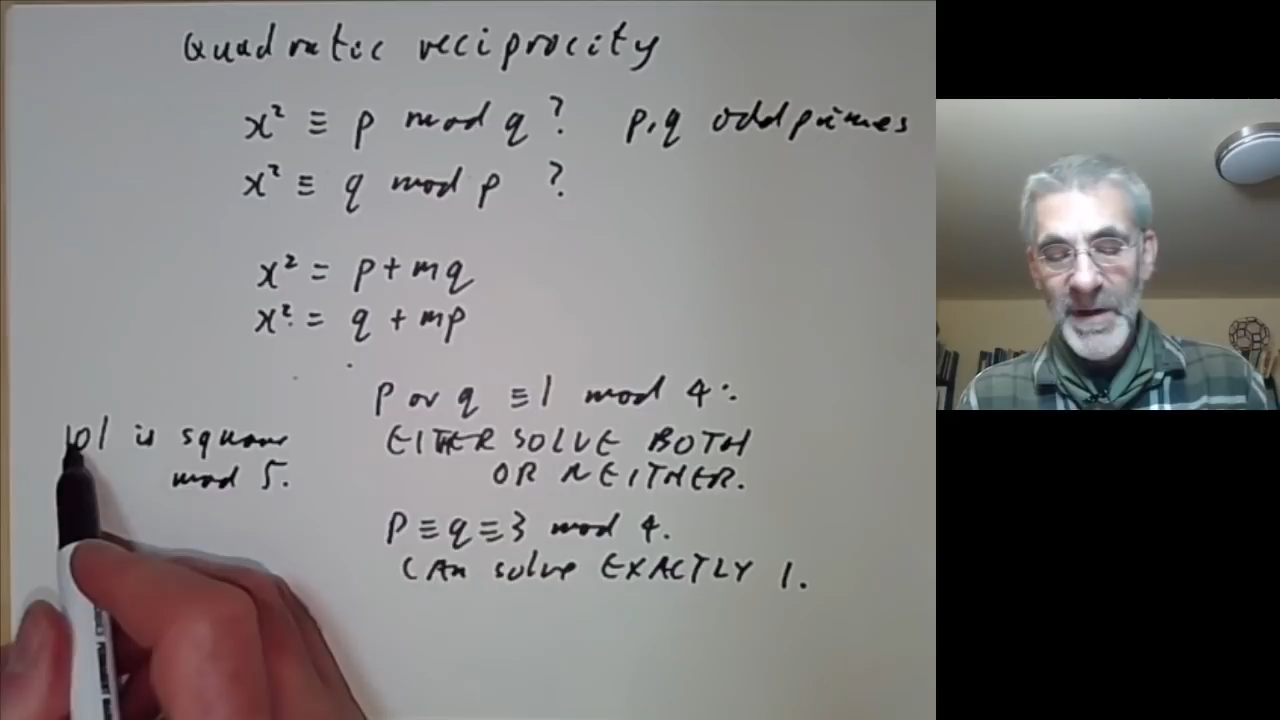 Quadratic reciprocity
x² ≡ p mod q ? p,q odd primes
x² ≡ q mod p ?
x² = p + mq
x² = q + mp
p or q ≡ 1 mod 4:
EITHER SOLVE BOTH
OR NEITHER.
p ≡ q ≡ 3 mod 4.
CAN solve EXACTLY 1.
101 is square
mod 5.